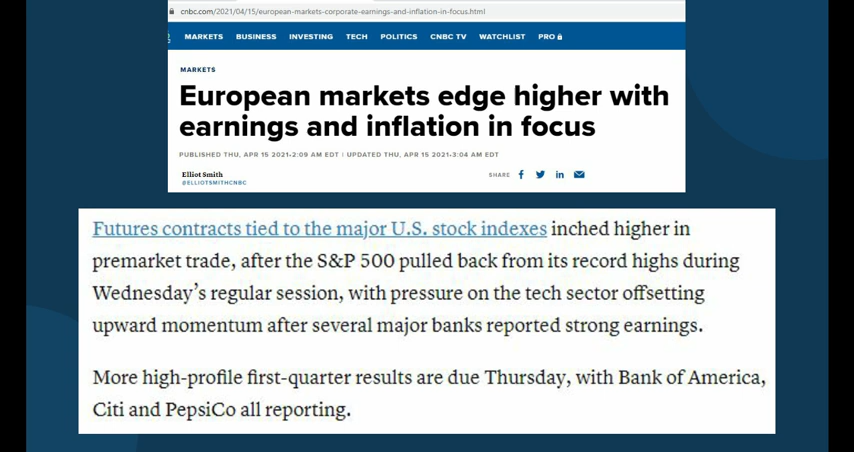 cnbc.com/2021/04/15/european-markets-corporate-earnings-and-inflation-in-focus.html
MARKETS BUSINESS INVESTING TECH POLITICS CNBC TV WATCHLIST PRO
MARKETS
European markets edge higher with
earnings and inflation in focus
PUBLISHED THU, APR 15 2021•2:09 AM EDT | UPDATED THU, APR 15 2021•3:04 AM EDT
Elliot Smith
@ELLIOTSMITHCNBC
SHARE
Futures contracts tied to the major U.S. stock indexes inched higher in
premarket trade, after the S&P 500 pulled back from its record highs during
Wednesday’s regular session, with pressure on the tech sector offsetting
upward momentum after several major banks reported strong earnings.
More high-profile first-quarter results are due Thursday, with Bank of America,
Citi and PepsiCo all reporting.